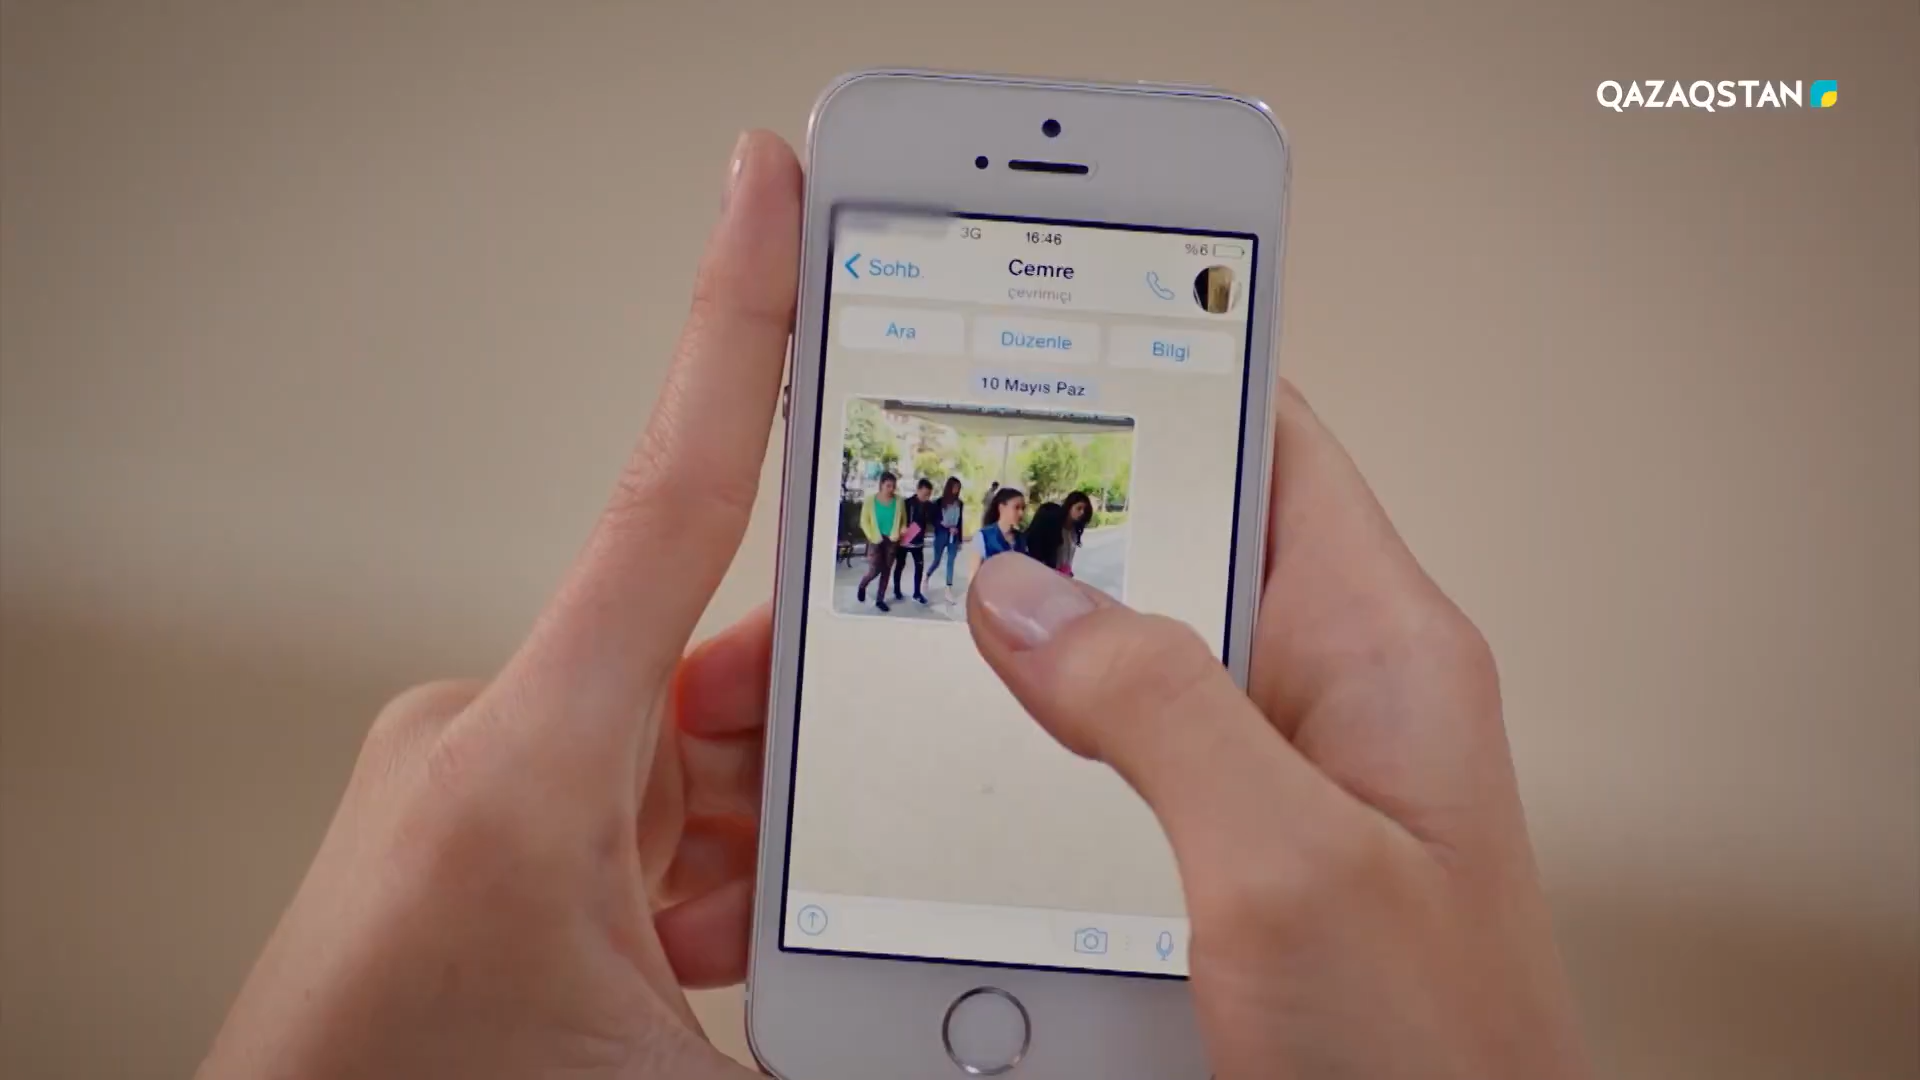 QAZAQSTAN
3G 16:46 %6
Sohb. Cemre
çevrimiçi
Ara Düzenle Bilgi
10 Mayıs Paz